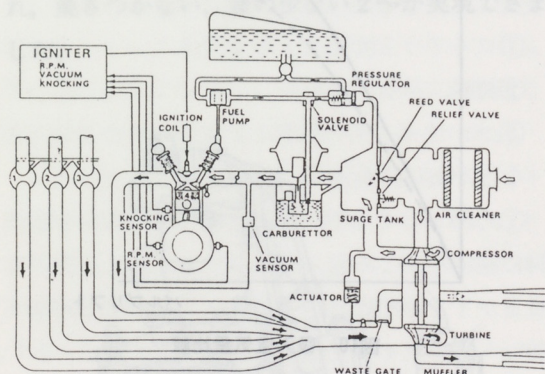 IGNITER
R.P.M.
VACUUM
KNOCKING
IGNITION
COIL
FUEL
PUMP
PRESSURE
REGULATOR
SOLENOID
VALVE
REED VALVE
RELIEF VALVE
1
2
3
4
KNOCKING
SENSOR
R.P.M.
SENSOR
VACUUM
SENSOR
CARBURETTOR
SURGE TANK
AIR CLEANER
COMPRESSOR
ACTUATOR
TURBINE
WASTE GATE
MUFFLER